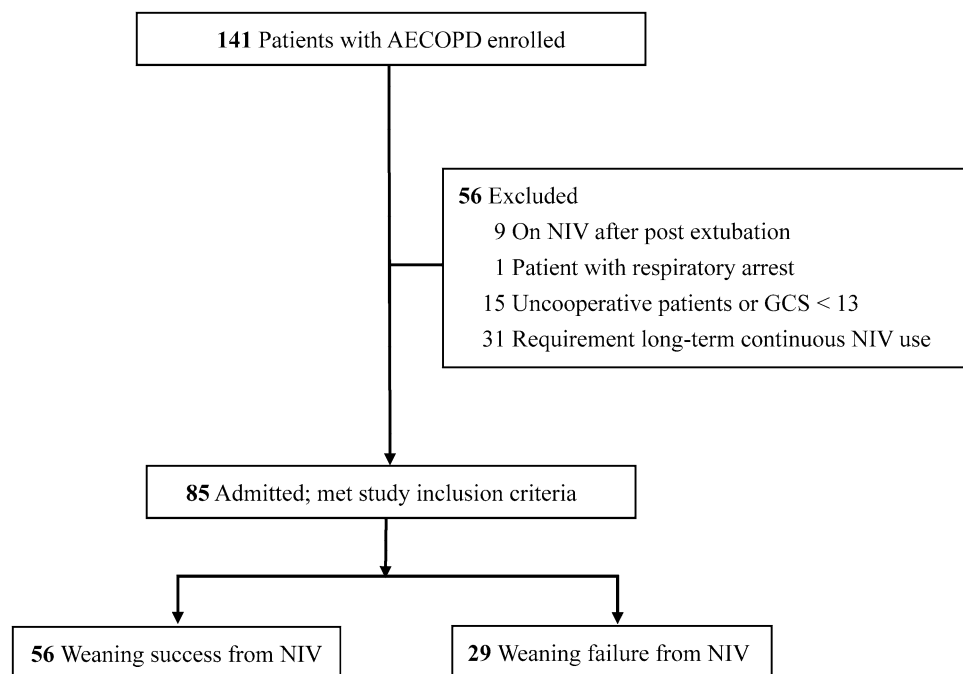 141 Patients with AECOPD enrolled
56 Excluded
9 On NIV after post extubation
1 Patient with respiratory arrest
15 Uncooperative patients or GCS < 13
31 Requirement long-term continuous NIV use
85 Admitted; met study inclusion criteria
56 Weaning success from NIV
29 Weaning failure from NIV